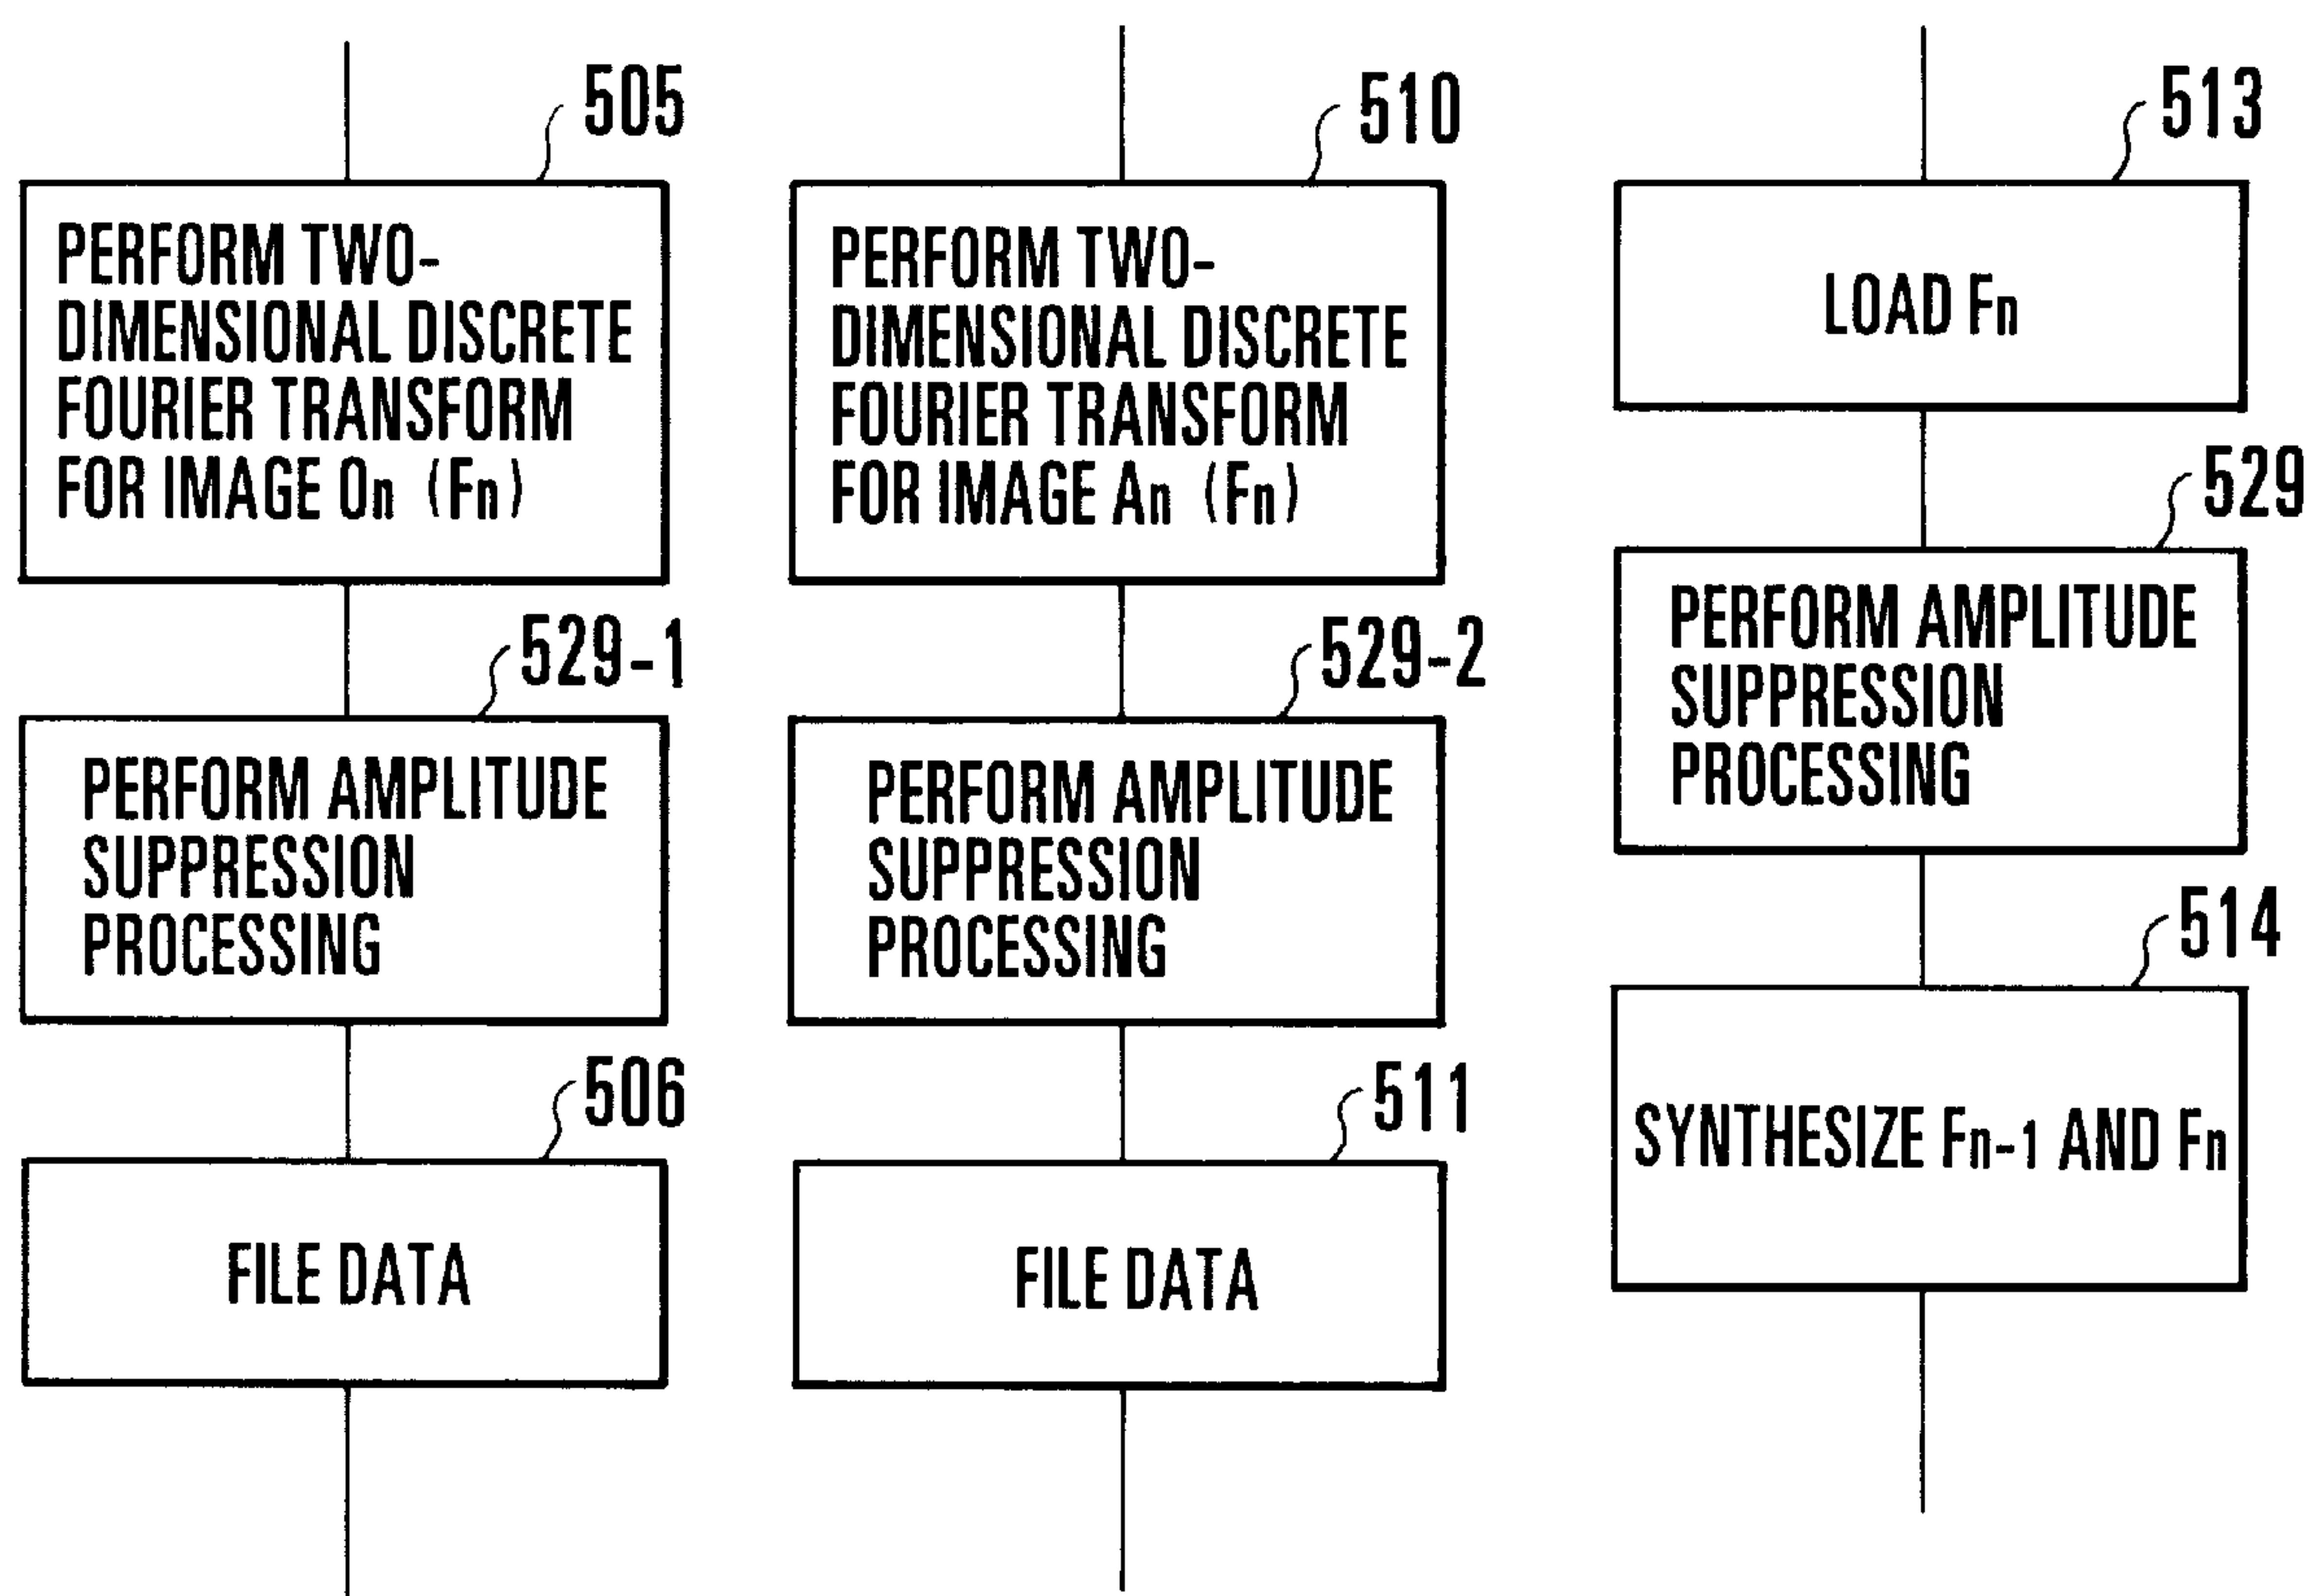 505
PERFORM TWO-
DIMENSIONAL DISCRETE
FOURIER TRANSFORM
FOR IMAGE On (Fn)
529-1
PERFORM AMPLITUDE
SUPPRESSION
PROCESSING
506
FILE DATA
510
PERFORM TWO-
DIMENSIONAL DISCRETE
FOURIER TRANSFORM
FOR IMAGE An (Fn)
529-2
PERFORM AMPLITUDE
SUPPRESSION
PROCESSING
511
FILE DATA
513
LOAD Fn
529
PERFORM AMPLITUDE
SUPPRESSION
PROCESSING
514
SYNTHESIZE Fn-1 AND Fn